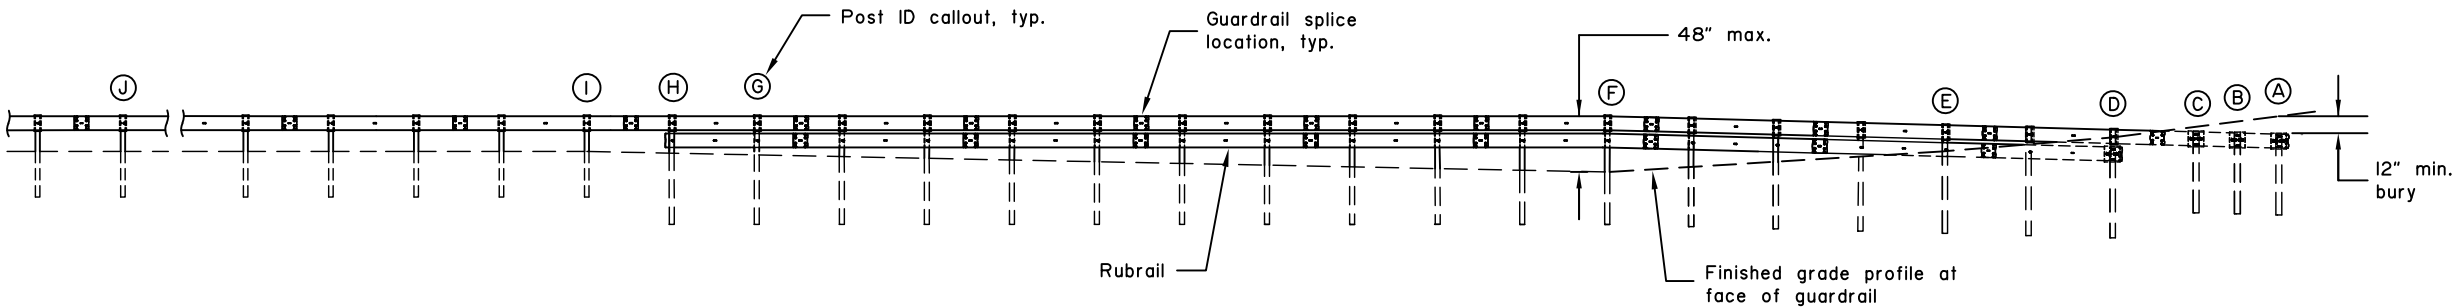 Post ID callout, typ.
Guardrail splice
location, typ.
48" max.
J
I
H
G
F
E
D
C
B
A
12" min.
bury
Rubrail
Finished grade profile at
face of guardrail